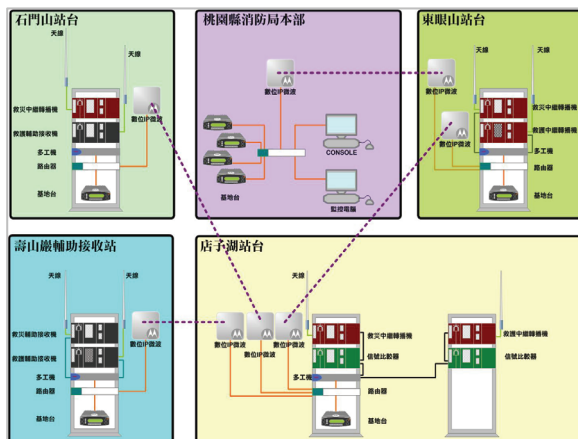 石門山站台
天線
數位IP微波
救災中繼轉播機
救護輔助接收機
多工機
路由器
基地台
桃園縣消防局本部
數位IP微波
CONSOLE
基地台
監控電腦
東眼山站台
天線
天線
數位IP微波
數位IP微波
救災中繼轉播機
救護中繼轉播機
多工機
路由器
基地台
壽山巖輔助接收站
天線
天線
數位IP微波
救災輔助接收機
救護輔助接收機
多工機
路由器
基地台
店子湖站台
天線
天線
數位IP微波
數位IP微波
數位IP微波
救災中繼轉播機
信號比較器
多工機
路由器
基地台
救護中繼轉播機
信號比較器